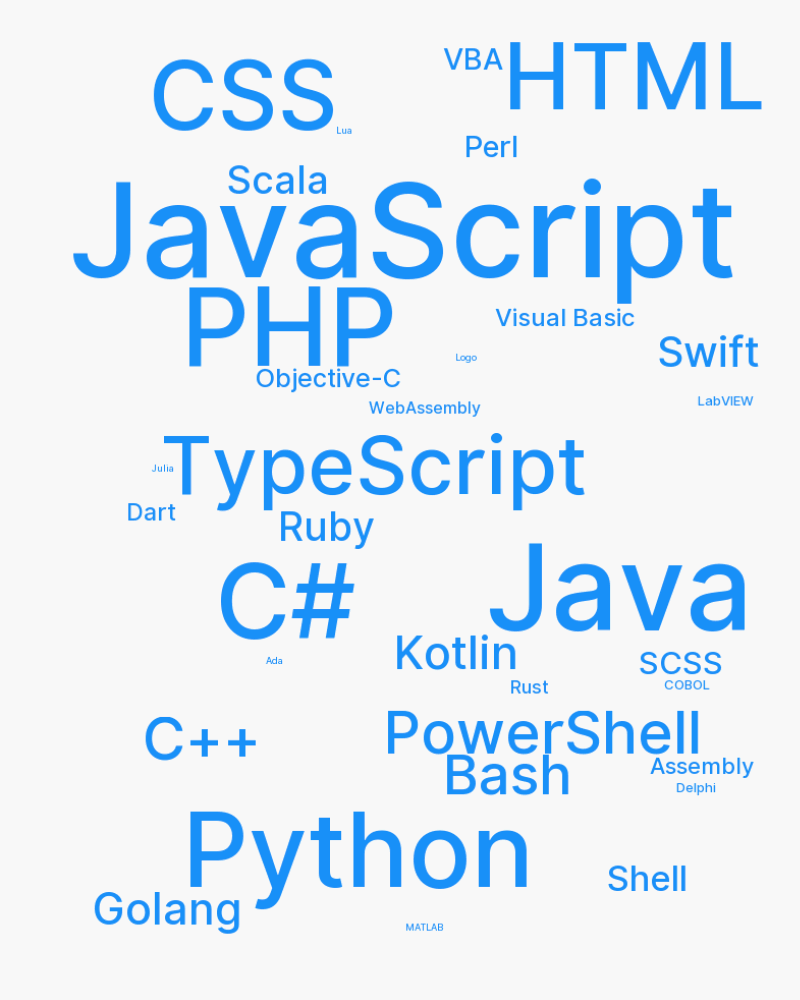 VBA HTML
CSS
Lua
Perl
Scala
JavaScript
PHP
Visual Basic
Swift
Logo
Objective-C
LabVIEW
WebAssembly
TypeScript
Julia
Dart
Ruby
Java
C#
Kotlin
Ada
SCSS
COBOL
Rust
PowerShell
C++
Bash
Assembly
Delphi
Python
Shell
Golang
MATLAB